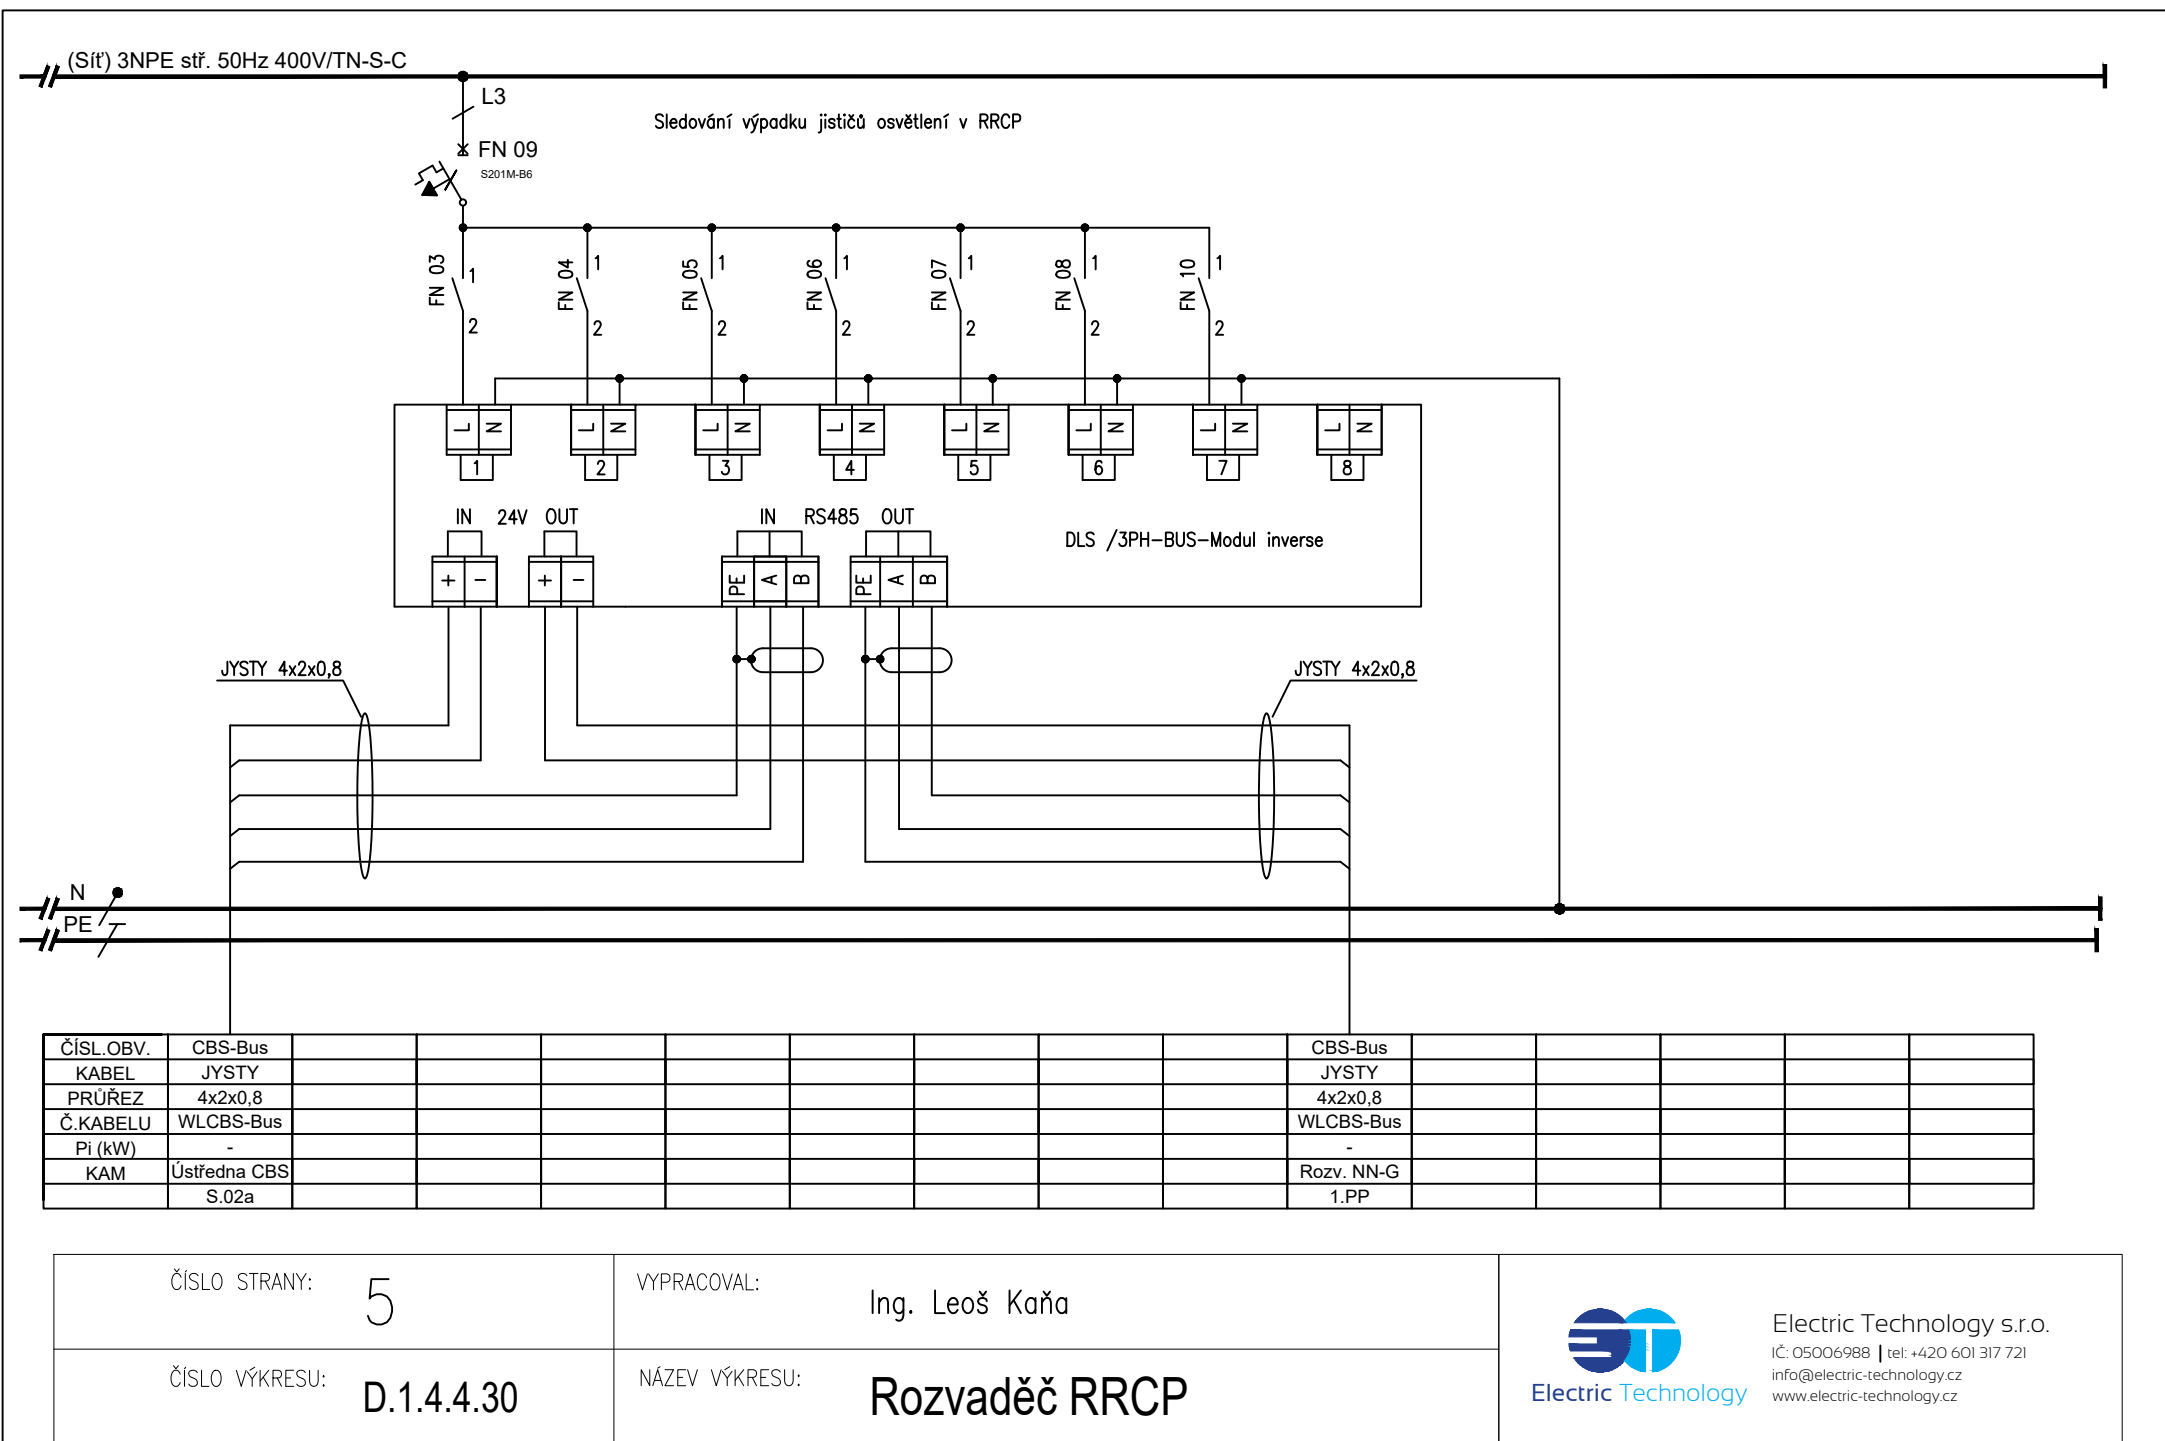 (Síť) 3NPE stř. 50Hz 400V/TN-S-C
L3
Sledování výpadku jističů osvětlení v RRCP
FN 09
S201M-B6
FN 03 1 2
FN 04 1 2
FN 05 1 2
FN 06 1 2
FN 07 1 2
FN 08 1 2
FN 10 1 2
L N L N L N L N L N L N L N L N
1 2 3 4 5 6 7 8
IN 24V OUT IN RS485 OUT
DLS /3PH-BUS-Modul inverse
+ - + - PE A B PE A B
JYSTY 4x2x0,8 JYSTY 4x2x0,8
N
PE
ČÍSL.OBV. CBS-Bus CBS-Bus
KABEL JYSTY JYSTY
PRŮŘEZ 4x2x0,8 4x2x0,8
Č.KABELU WLCBS-Bus WLCBS-Bus
Pi (kW) - -
KAM Ústředna CBS Rozv. NN-G
S.02a 1.PP
ČÍSLO STRANY: 5
VYPRACOVAL: Ing. Leoš Kaňa
ČÍSLO VÝKRESU: D.1.4.4.30
NÁZEV VÝKRESU: Rozvaděč RRCP
ET
Electric Technology
Electric Technology s.r.o.
IČ: 05006988 | tel: +420 601 317 721
info@electric-technology.cz
www.electric-technology.cz